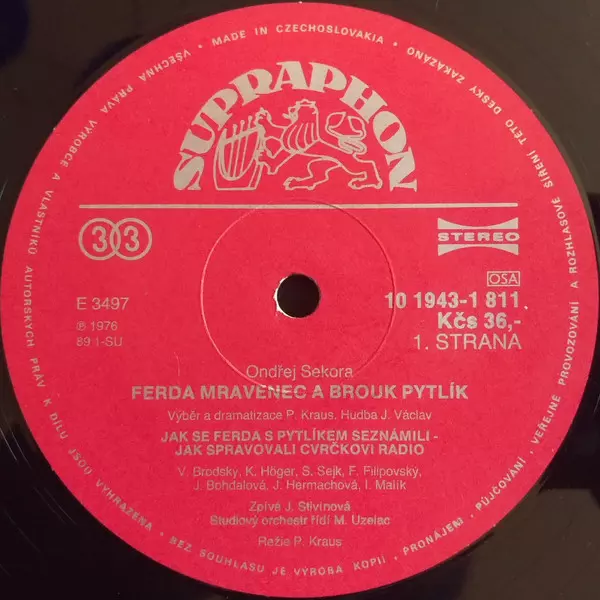 MADE IN CZECHOSLOVAKIA • VŠECHNA PRÁVA VÝROBCE A VLASTNÍKŮ AUTORSKÝCH PRÁV K DÍLU JSOU VYHRAZENA • BEZ SOUHLASU JE VÝROBA KOPIÍ • PRONÁJEM • PŮJČOVÁNÍ • VEŘEJNÉ PROVOZOVÁNÍ A ROZHLASOVÉ ŠÍŘENÍ TÉTO DESKY ZAKÁZÁNO •
SUPRAPHON
33
STEREO
OSA
E 3497
10 1943-1 811
Kčs 36,-
℗ 1976
89 1-SU
1. STRANA
Ondřej Sekora
FERDA MRAVENEC A BROUK PYTLÍK
Výběr a dramatizace P. Kraus. Hudba J. Václav
JAK SE FERDA S PYTLÍKEM SEZNÁMILI -
JAK SPRAVOVALI CVRČKOVI RADIO
V. Brodský, K. Höger, S. Sejk, F. Filipovský,
J. Bohdalová, J. Hermachová, I. Malík
Zpívá J. Stivínová
Studiový orchestr řídí M. Uzelac
Režie P. Kraus